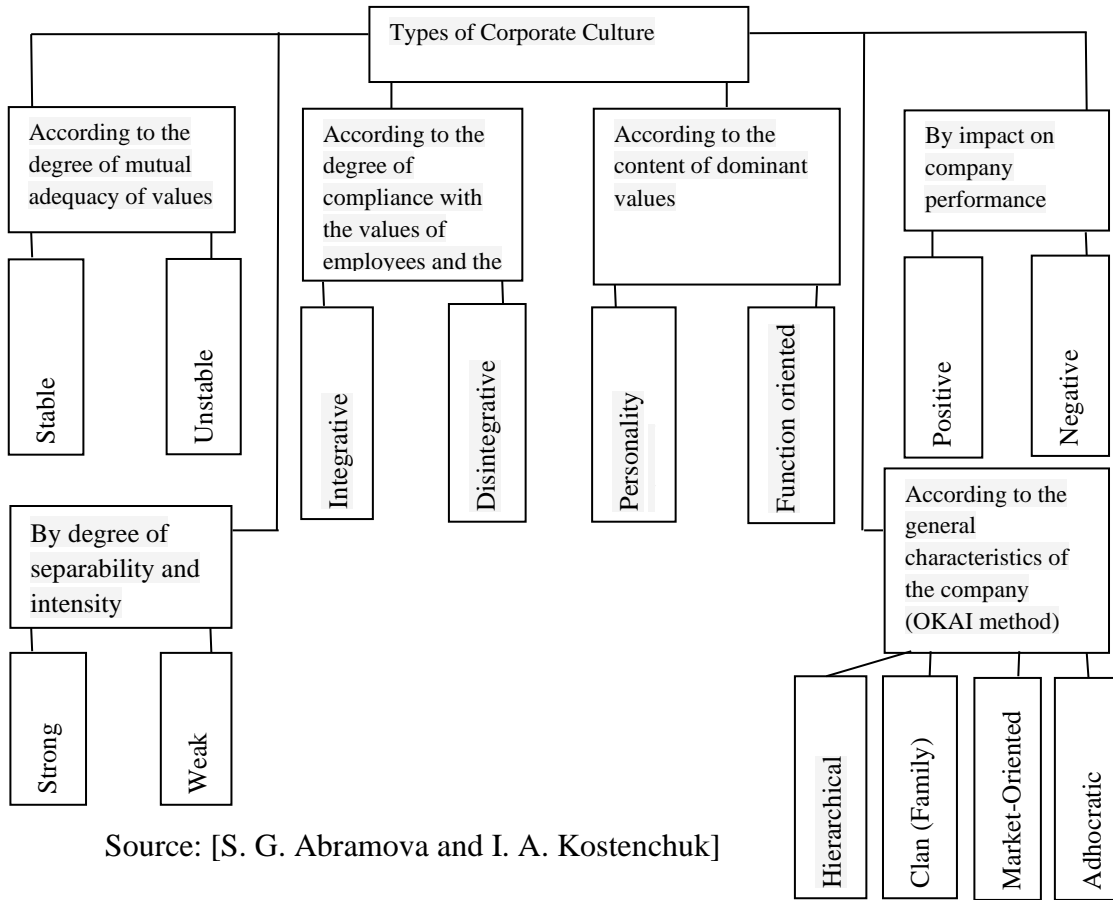 Types of Corporate Culture
According to the
degree of mutual
adequacy of values
According to the
degree of
compliance with
the values of
employees and the
According to the
content of dominant
values
By impact on
company
performance
Stable
Unstable
Integrative
Disintegrative
Personality
Function oriented
Positive
Negative
By degree of
separability and
intensity
According to the
general
characteristics of
the company
(OKAI method)
Strong
Weak
Hierarchical
Clan (Family)
Market-Oriented
Adhocratic
Source: [S. G. Abramova and I. A. Kostenchuk]